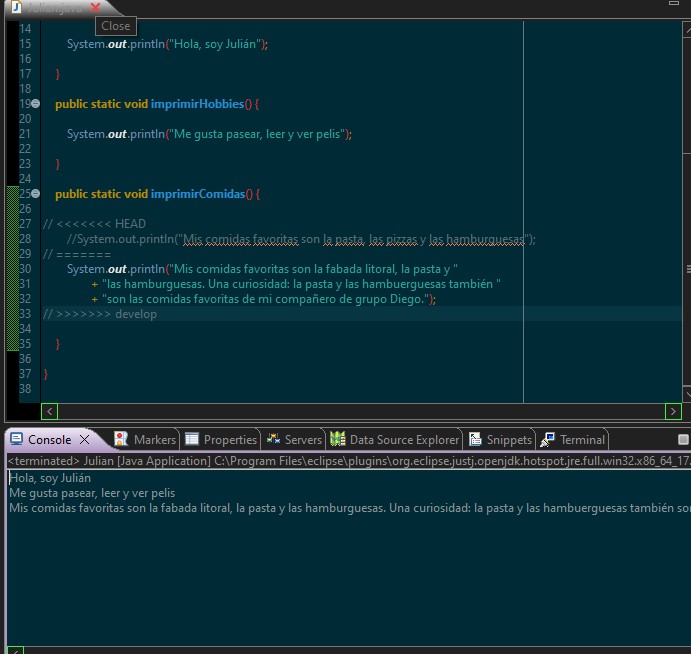 Julian.java
Close
14
15 System.out.println("Hola, soy Julián");
16
17 }
18
19 public static void imprimirHobbies() {
20
21 System.out.println("Me gusta pasear, leer y ver pelis");
22
23 }
24
25 public static void imprimirComidas() {
26
27 // <<<<<<< HEAD
28 //System.out.println("Mis comidas favoritas son la pasta, las pizzas y las hamburguesas");
29 // =======
30 System.out.println("Mis comidas favoritas son la fabada litoral, la pasta y "
31 + "las hamburguesas. Una curiosidad: la pasta y las hambuerguesas también "
32 + "son las comidas favoritas de mi compañero de grupo Diego.");
33 // >>>>>>> develop
34
35 }
36
37 }
38
Console Markers Properties Servers Data Source Explorer Snippets Terminal
<terminated> Julian [Java Application] C:\Program Files\eclipse\plugins\org.eclipse.justj.openjdk.hotspot.jre.full.win32.x86_64_17
Hola, soy Julián
Me gusta pasear, leer y ver pelis
Mis comidas favoritas son la fabada litoral, la pasta y las hamburguesas. Una curiosidad: la pasta y las hambuerguesas también son